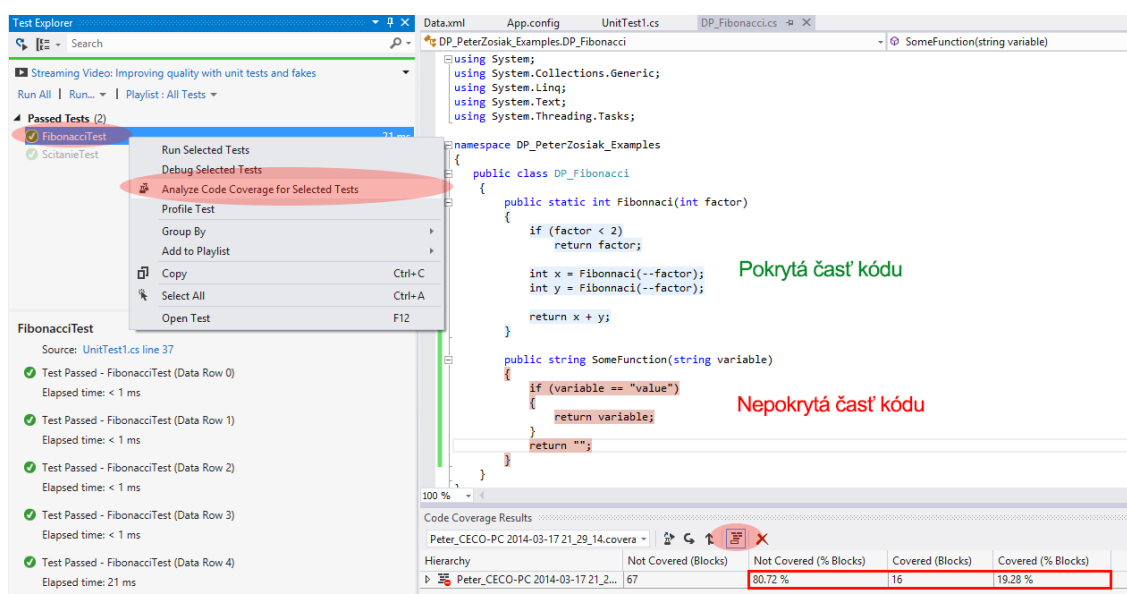 Test Explorer
Search
Streaming Video: Improving quality with unit tests and fakes
Run All | Run... | Playlist : All Tests
Passed Tests (2)
FibonacciTest 21 ms
ScitanieTest
Run Selected Tests
Debug Selected Tests
Analyze Code Coverage for Selected Tests
Profile Test
Group By
Add to Playlist
Copy Ctrl+C
Select All Ctrl+A
Open Test F12
FibonacciTest
Source: UnitTest1.cs line 37
Test Passed - FibonacciTest (Data Row 0)
Elapsed time: < 1 ms
Test Passed - FibonacciTest (Data Row 1)
Elapsed time: < 1 ms
Test Passed - FibonacciTest (Data Row 2)
Elapsed time: < 1 ms
Test Passed - FibonacciTest (Data Row 3)
Elapsed time: < 1 ms
Test Passed - FibonacciTest (Data Row 4)
Elapsed time: 21 ms
Data.xml App.config UnitTest1.cs DP_Fibonacci.cs
DP_PeterZosiak_Examples.DP_Fibonacci SomeFunction(string variable)
using System;
using System.Collections.Generic;
using System.Linq;
using System.Text;
using System.Threading.Tasks;
namespace DP_PeterZosiak_Examples
{
public class DP_Fibonacci
{
public static int Fibonnaci(int factor)
{
if (factor < 2)
return factor;
int x = Fibonnaci(--factor);
int y = Fibonnaci(--factor);
return x + y;
}
Pokrytá časť kódu
public string SomeFunction(string variable)
{
if (variable == "value")
{
return variable;
}
return "";
}
}
Nepokrytá časť kódu
100 %
Code Coverage Results
Peter_CECO-PC 2014-03-17 21_29_14.covera
Hierarchy Not Covered (Blocks) Not Covered (% Blocks) Covered (Blocks) Covered (% Blocks)
Peter_CECO-PC 2014-03-17 21_2... 67 80.72 % 16 19.28 %